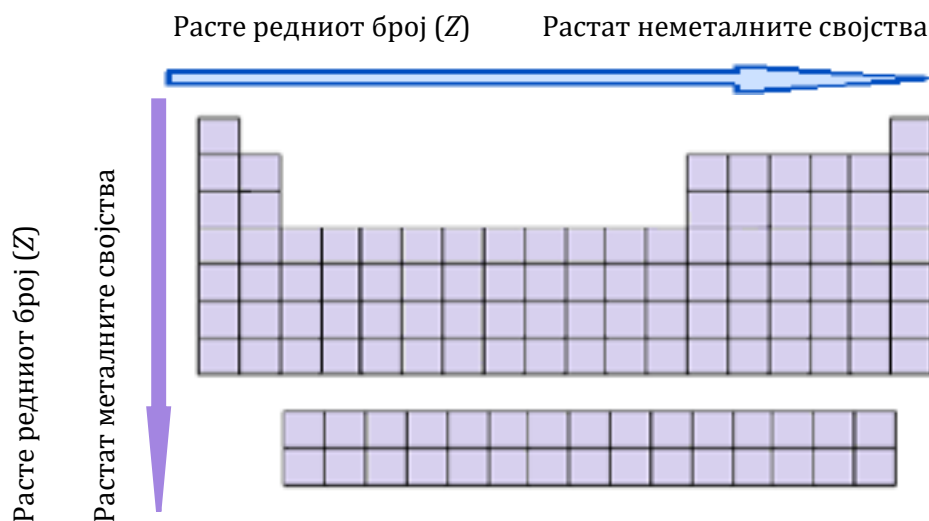 Расте редниот број (Z) Растат неметалните својства
Расте редниот број (Z)
Растат металните својства